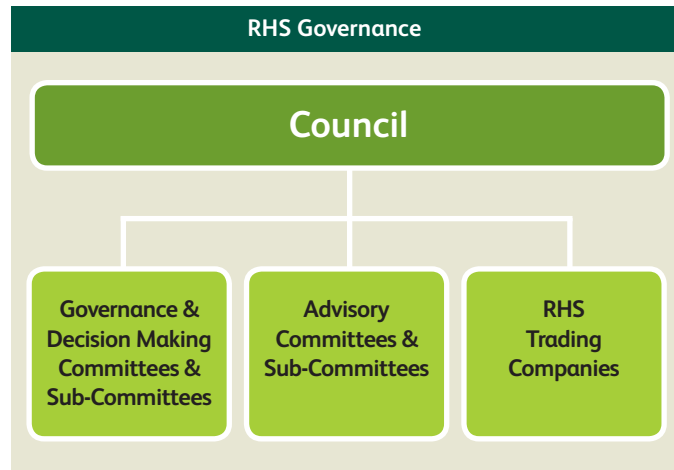 RHS Governance
Council
Governance &
Decision Making
Committees &
Sub-Committees
Advisory
Committees &
Sub-Committees
RHS
Trading
Companies